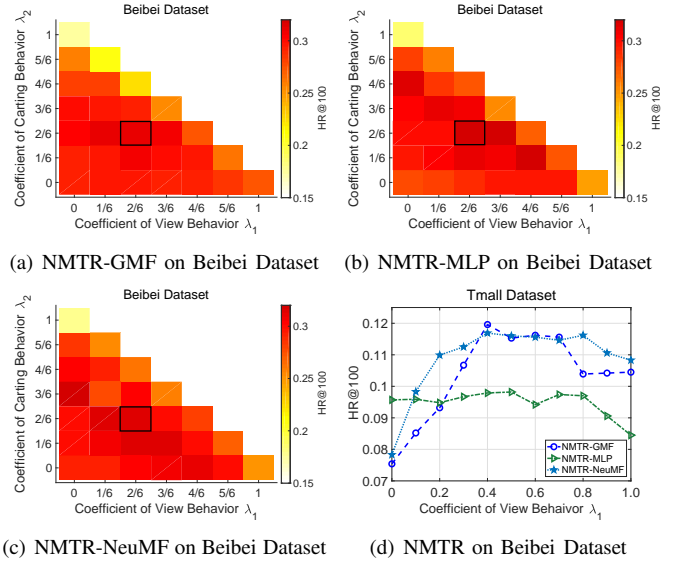 Beibei Dataset
Coefficient of Carting Behavior λ2
1
5/6
4/6
3/6
2/6
1/6
0
0 1/6 2/6 3/6 4/6 5/6 1
Coefficient of View Behavior λ1
0.3
0.25
0.2
0.15
HR@100
(a) NMTR-GMF on Beibei Dataset
Beibei Dataset
Coefficient of Carting Behavior λ2
1
5/6
4/6
3/6
2/6
1/6
0
0 1/6 2/6 3/6 4/6 5/6 1
Coefficient of View Behavior λ1
0.3
0.25
0.2
0.15
HR@100
(b) NMTR-MLP on Beibei Dataset
Beibei Dataset
Coefficient of Carting Behavior λ2
1
5/6
4/6
3/6
2/6
1/6
0
0 1/6 2/6 3/6 4/6 5/6 1
Coefficient of View Behavior λ1
0.3
0.25
0.2
0.15
HR@100
(c) NMTR-NeuMF on Beibei Dataset
Tmall Dataset
HR@100
0.12
0.11
0.1
0.09
0.08
0.07
NMTR-GMF
NMTR-MLP
NMTR-NeuMF
0 0.2 0.4 0.6 0.8 1.0
Coefficient of View Behaivor λ1
(d) NMTR on Beibei Dataset